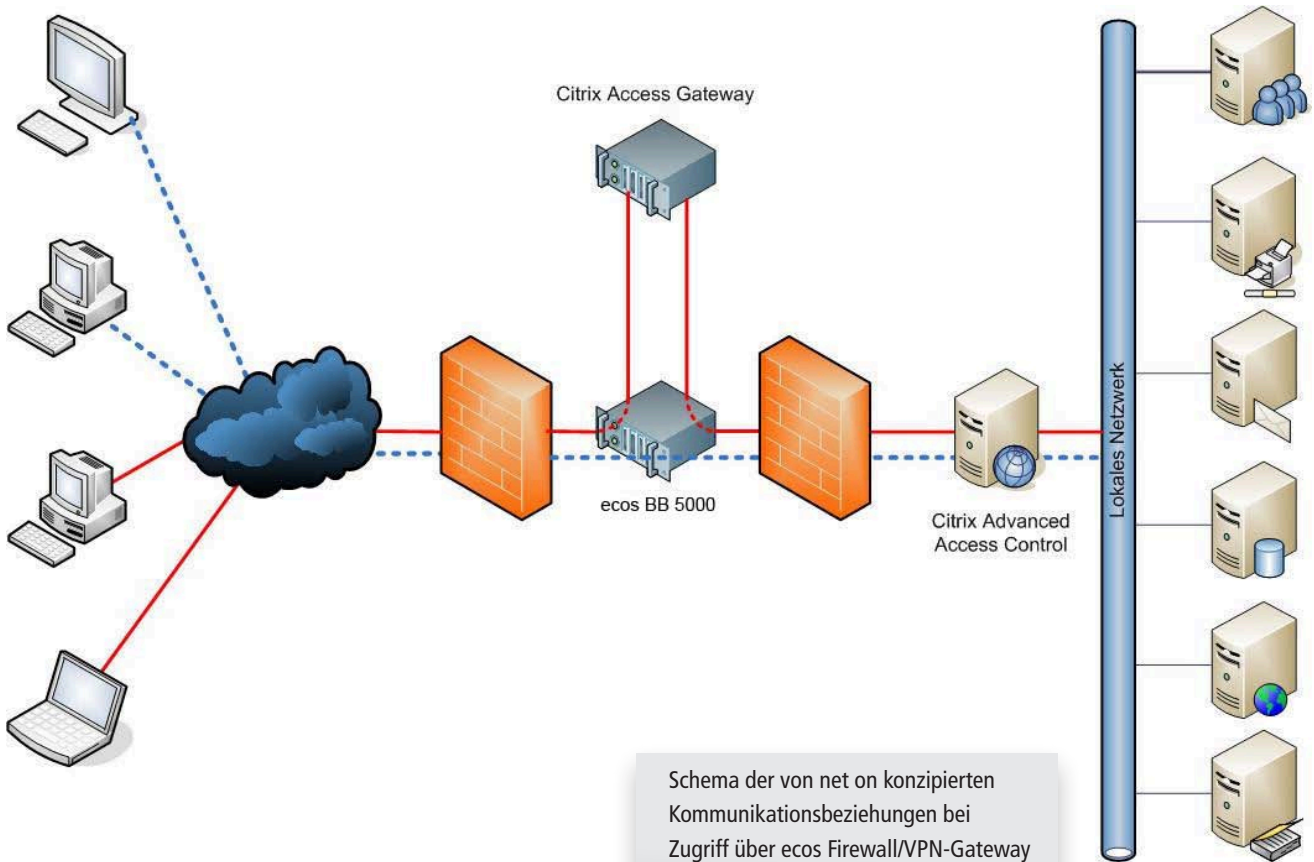 Citrix Access Gateway
ecos BB 5000
Citrix Advanced
Access Control
Lokales Netzwerk
Schema der von net on konzipierten
Kommunikationsbeziehungen bei
Zugriff über ecos Firewall/VPN-Gateway